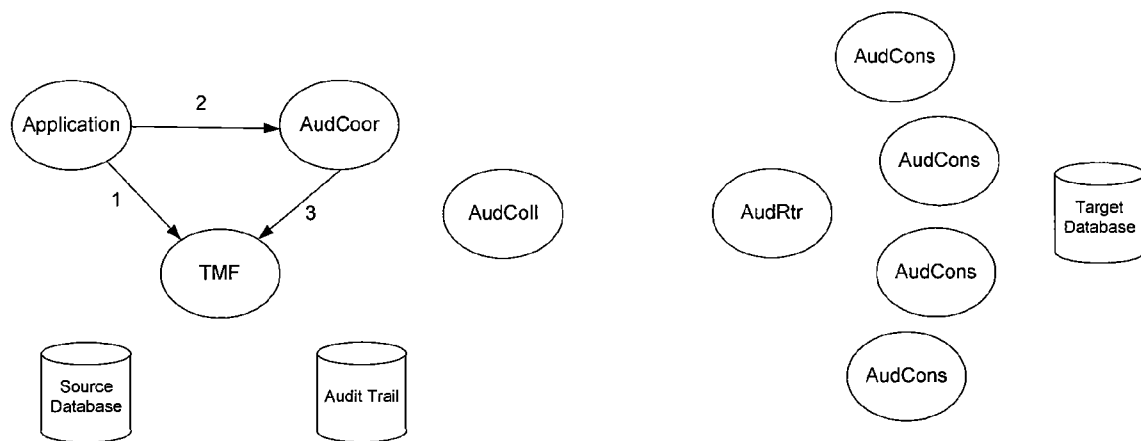 AudCons
2
Application
AudCoor
AudCons
1
3
AudColl
AudRtr
Target
Database
TMF
AudCons
Source
Database
Audit Trail
AudCons